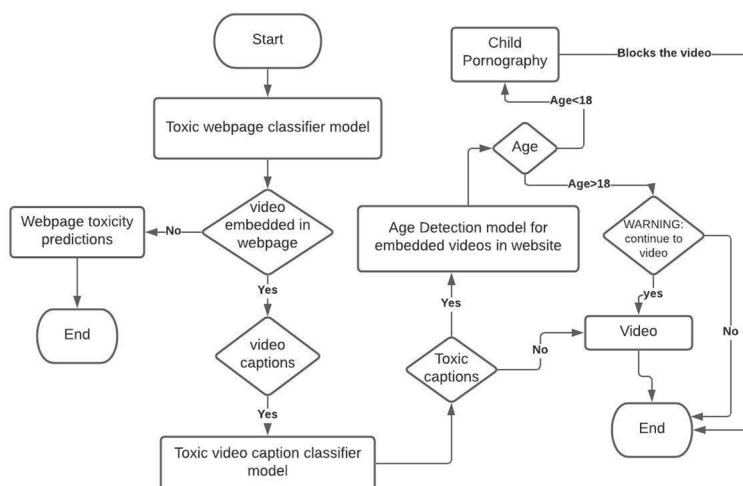 Start
Toxic webpage classifier model
video
embedded in
webpage
No
Webpage toxicity
predictions
End
Yes
video
captions
Yes
Toxic video caption classifier
model
Toxic
captions
Yes
No
Age Detection model for
embedded videos in website
Age
Age<18
Child
Pornography
Blocks the video
Age>18
WARNING:
continue to
video
yes
No
Video
End